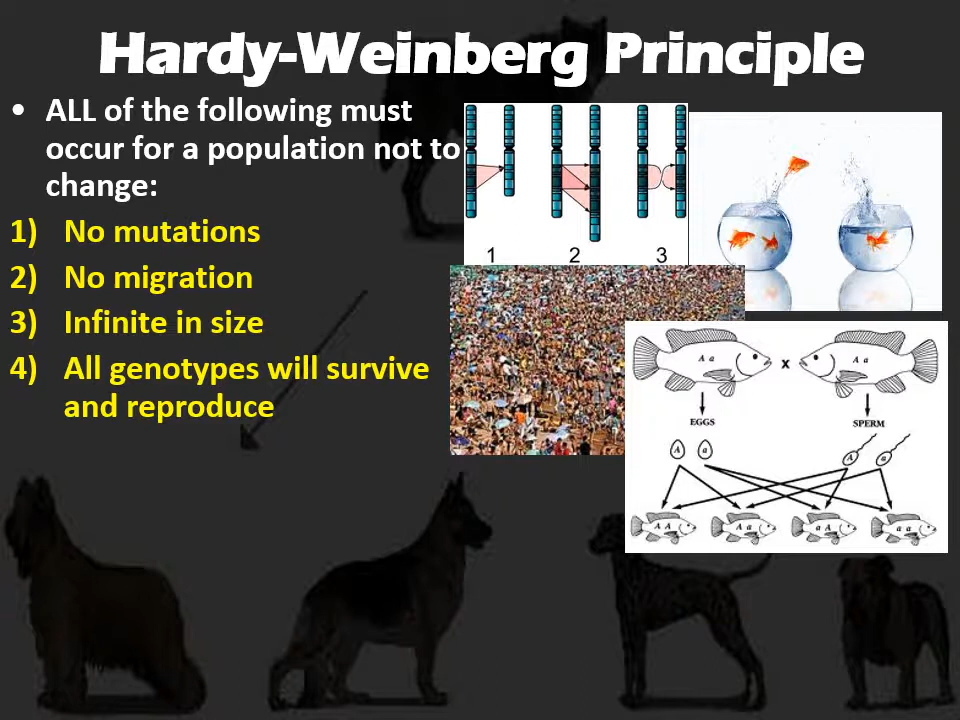 Hardy-Weinberg Principle
• ALL of the following must
occur for a population not to
change:
1) No mutations
2) No migration
3) Infinite in size
4) All genotypes will survive
and reproduce
1 2 3
A a x A a
EGGS SPERM
A a A a
A A A a a A a a